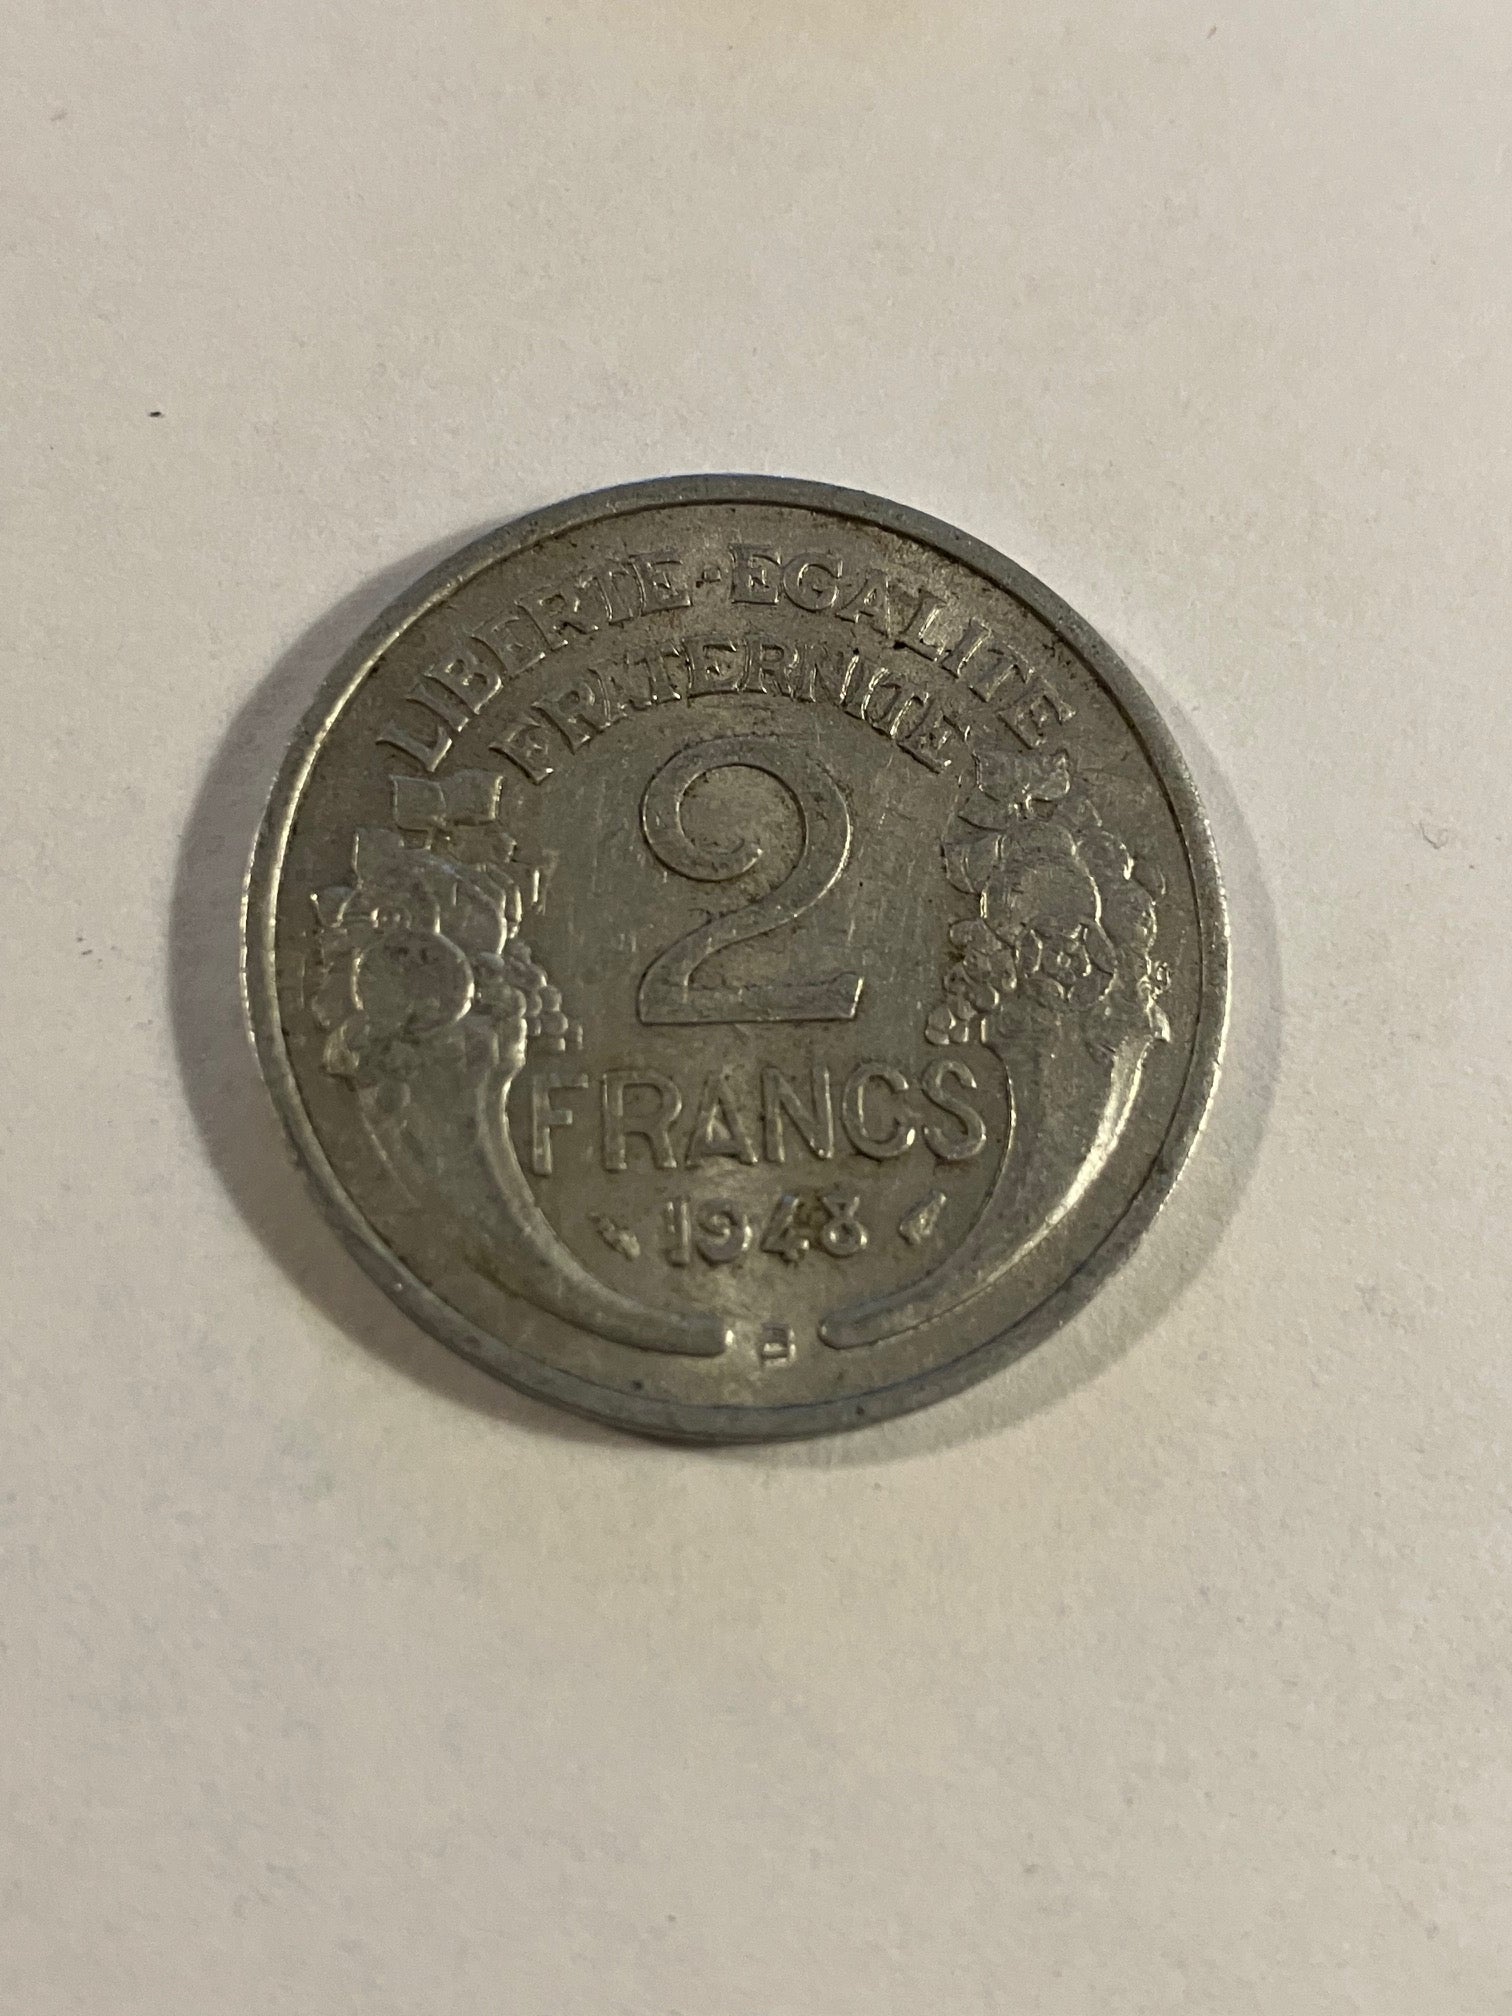 LIBERTE·EGALITE
FRATERNITE
2
FRANCS
1948
B